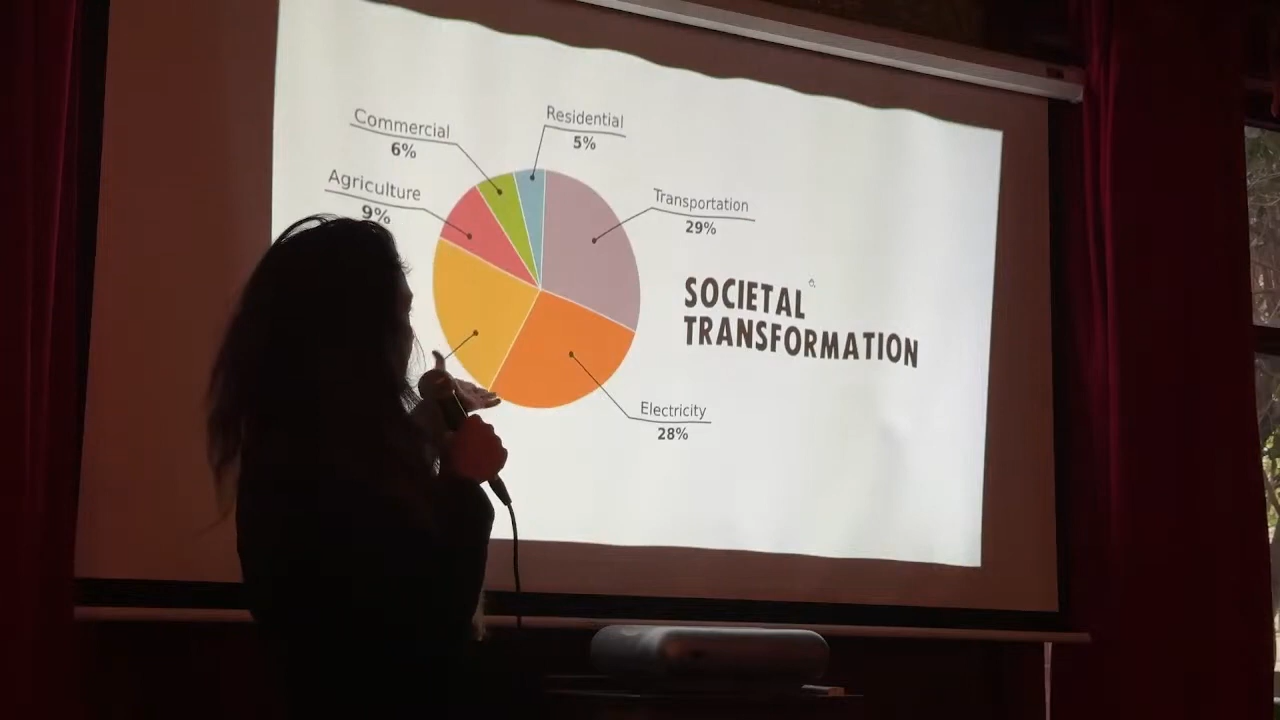 Residential
5%
Commercial
6%
Agriculture
9%
Transportation
29%
SOCIETAL
TRANSFORMATION
Electricity
28%